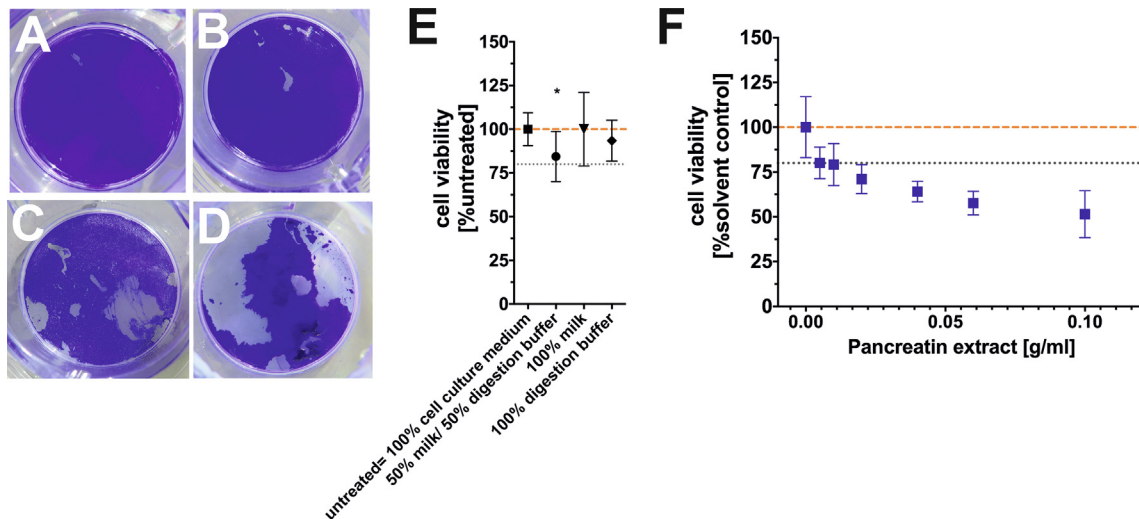 A
B
C
D
E
cell viability
[%untreated]
150
125
100
75
50
25
0
*
untreated= 100% cell culture medium
50% milk/ 50% digestion buffer
100% milk
100% digestion buffer
F
cell viability
[%solvent control]
150
125
100
75
50
25
0
0.00
0.05
0.10
Pancreatin extract [g/ml]